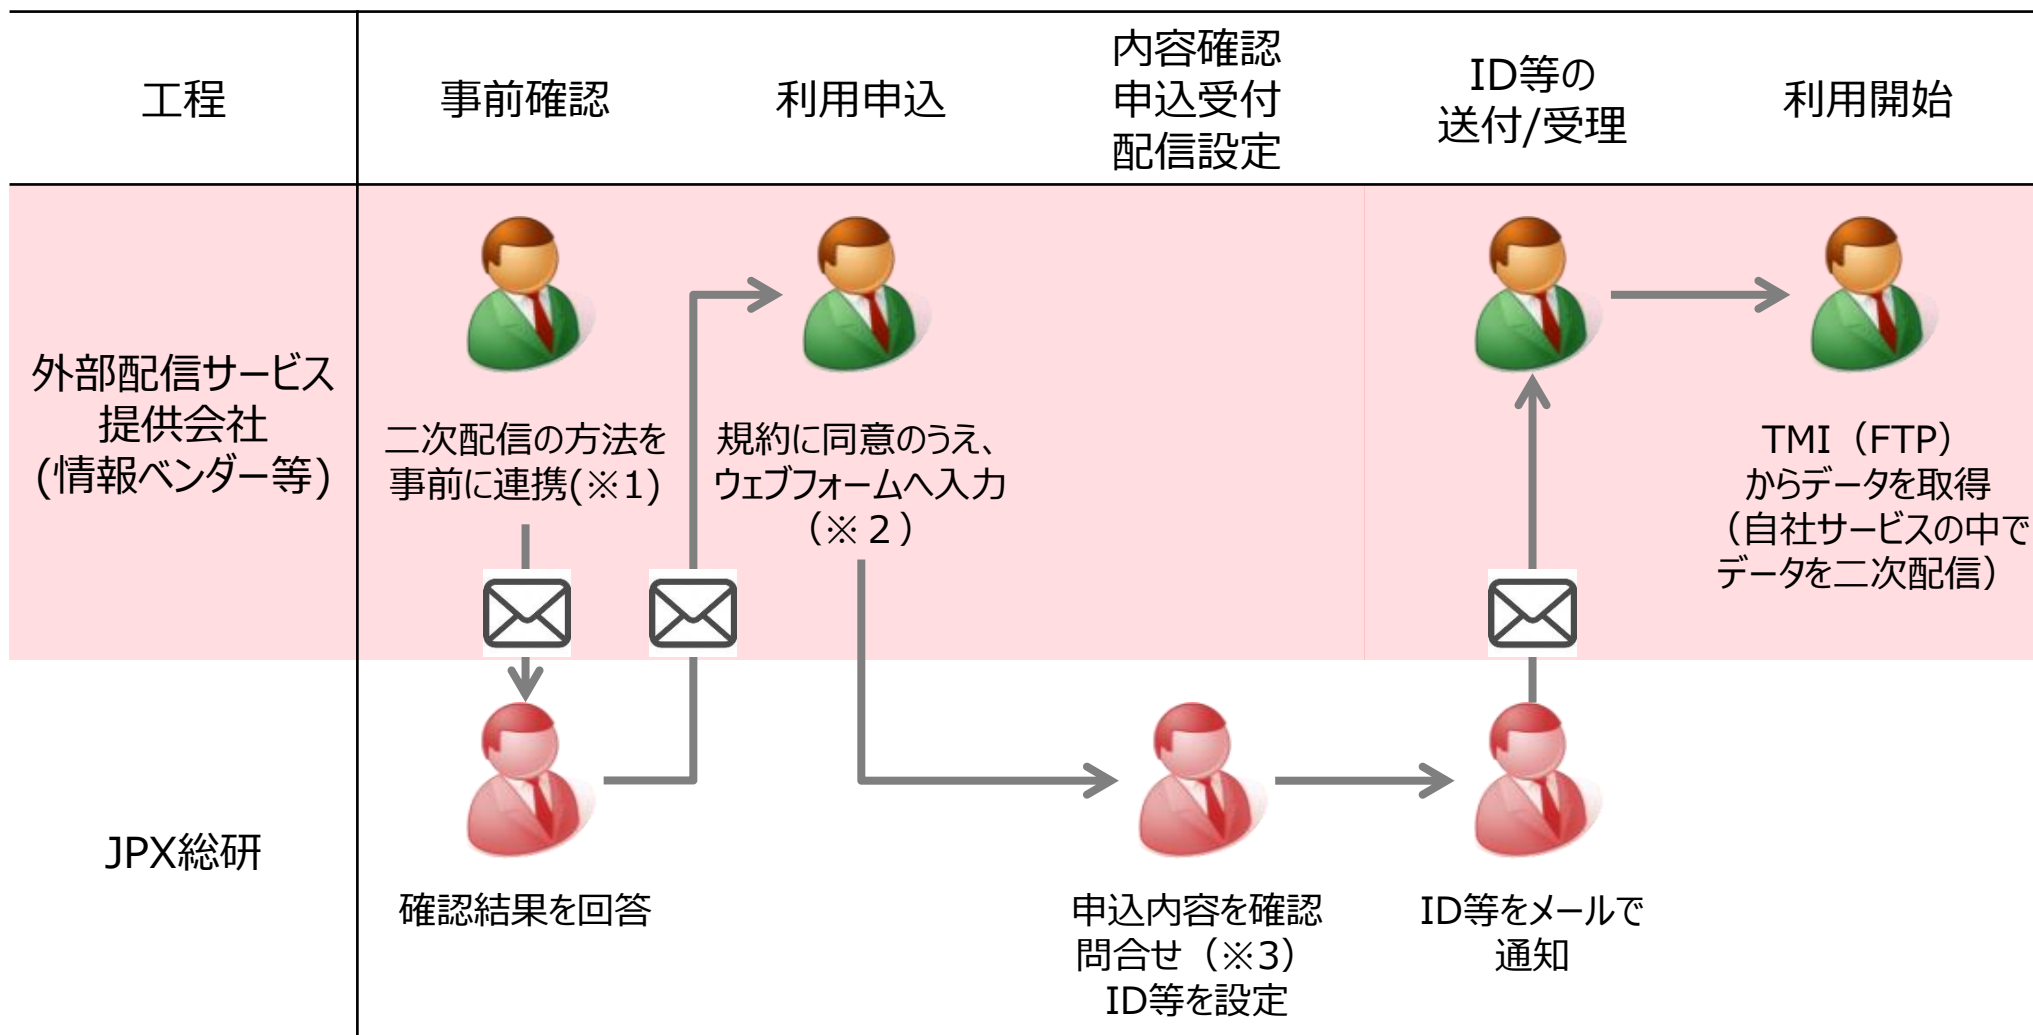 工程
事前確認
利用申込
内容確認
申込受付
配信設定
ID等の
送付/受理
利用開始
外部配信サービス
提供会社
(情報ベンダー等)
二次配信の方法を
事前に連携(※1)
規約に同意のうえ、
ウェブフォームへ入力
（※２）
TMI（FTP）
からデータを取得
（自社サービスの中で
データを二次配信）
JPX総研
確認結果を回答
申込内容を確認
問合せ（※3）
ID等を設定
ID等をメールで
通知